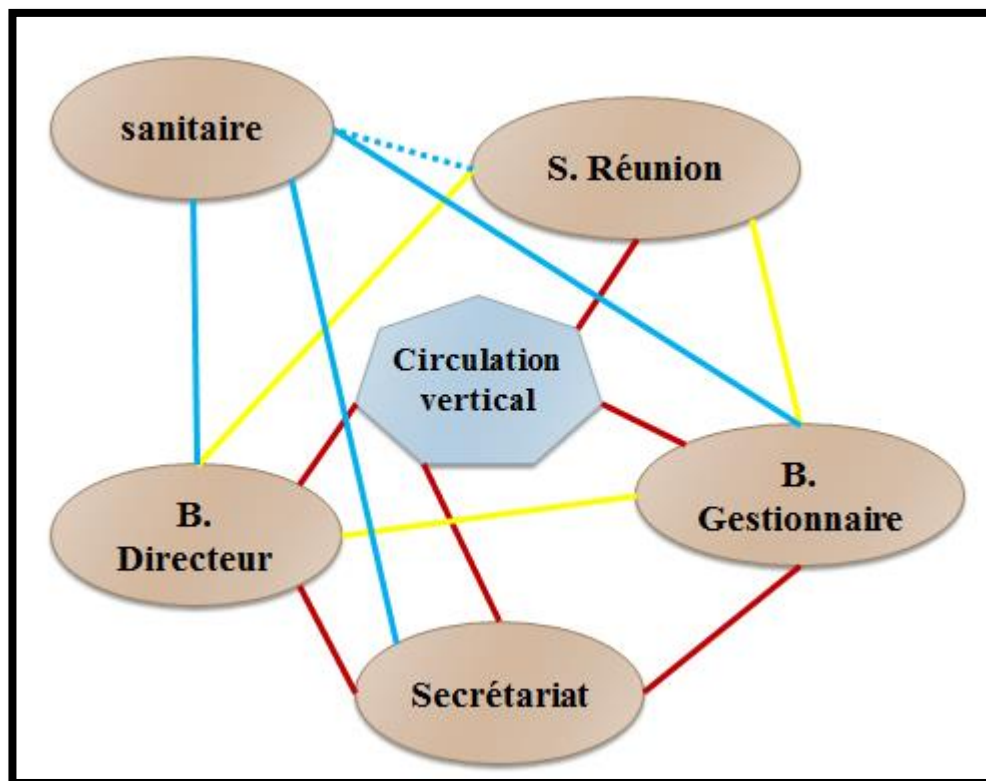 sanitaire
S. Réunion
Circulation
vertical
B.
Directeur
B.
Gestionnaire
Secrétariat